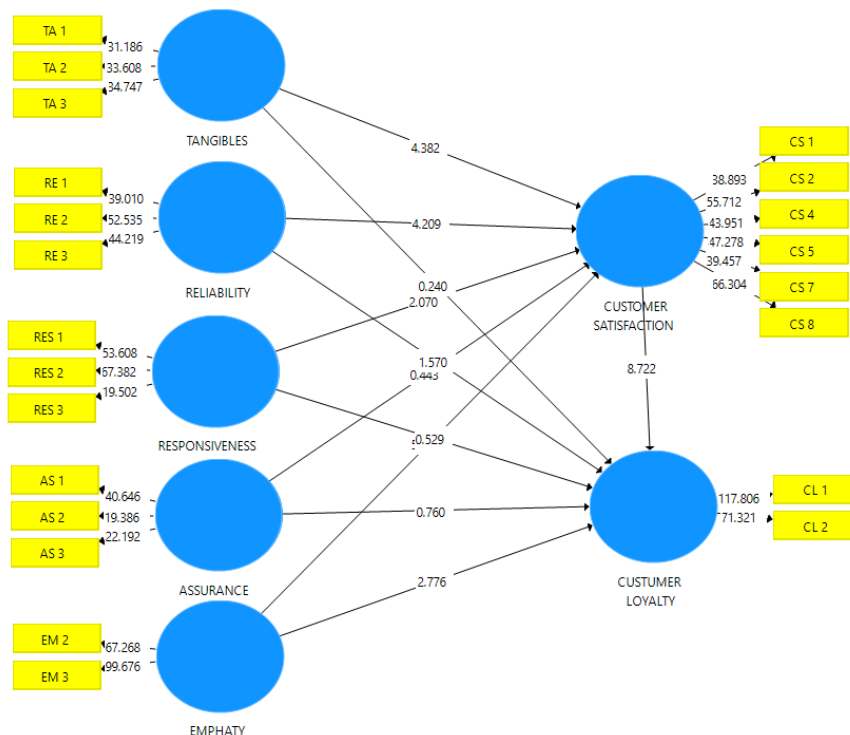 TA 1
TA 2
TA 3
31.186
33.608
34.747
TANGIBLES
RE 1
RE 2
RE 3
39.010
52.535
44.219
RELIABILITY
RES 1
RES 2
RES 3
53.608
19.502
RESPONSIVENESS
AS 1
AS 2
AS 3
40.646
19.386
22.192
ASSURANCE
EM 2
EM 3
67.268
99.676
EMPHATY
4.382
4.209
0.240
2.070
1.570
0.443
0.529
0.760
2.776
8.722
CUSTOMER
SATISFACTION
38.893
55.712
43.951
47.278
39.457
CS 1
CS 2
CS 4
CS 5
CS 7
CS 8
CUSTUMER
LOYALTY
117.806
71.321
CL 1
CL 2